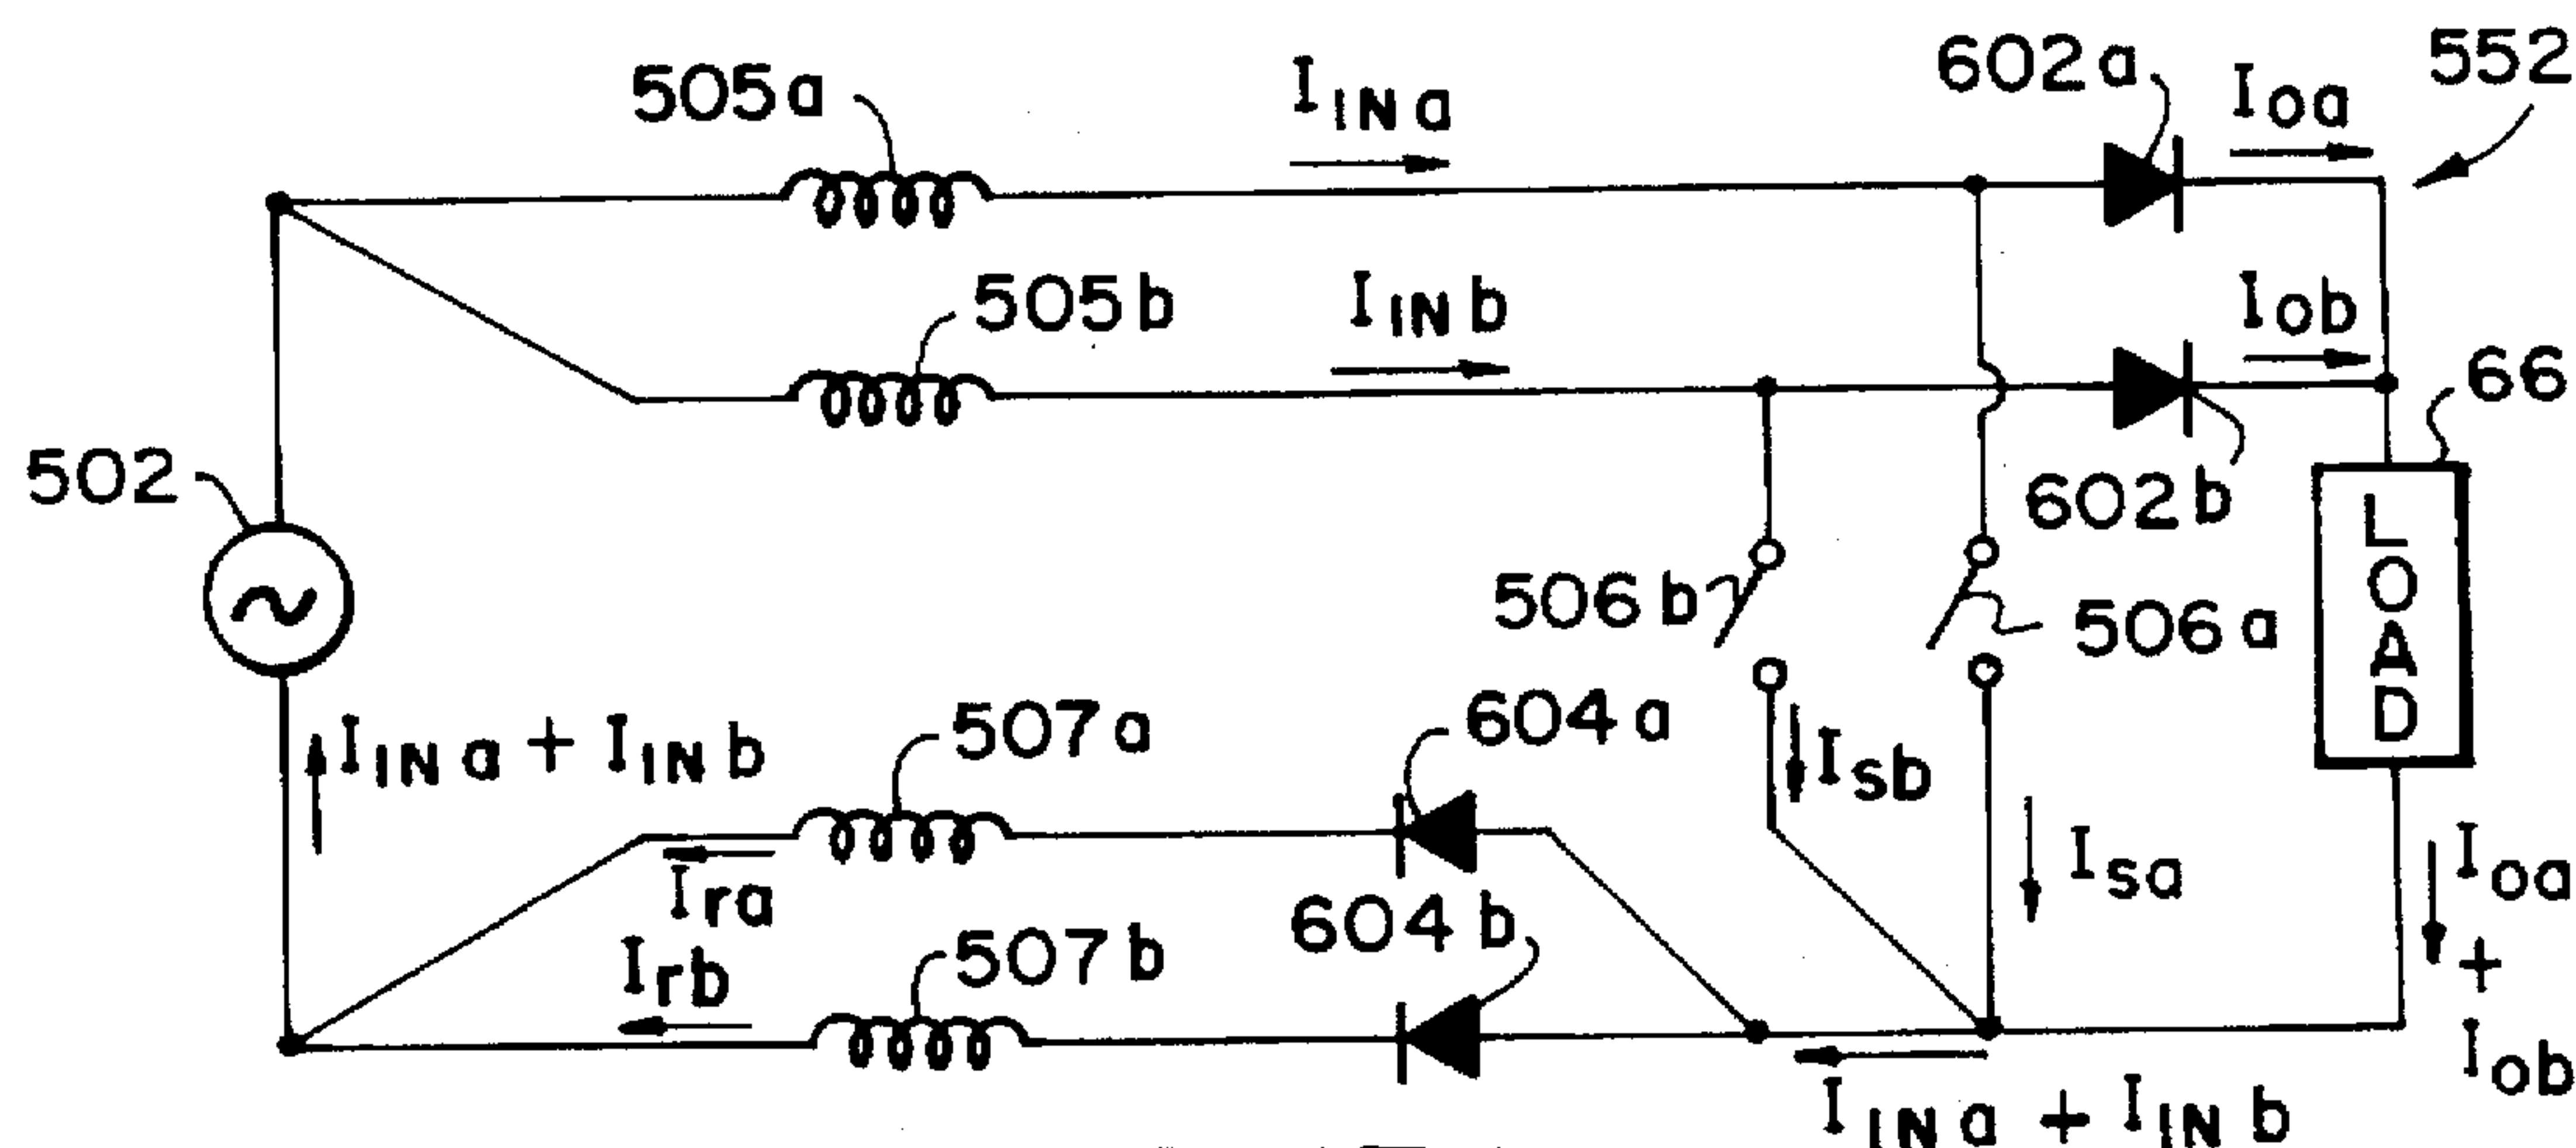 505a
I_IN a
602a
I_oa
552
505b
I_IN b
I_ob
66
502
602b
LOAD
506b
506a
507a
604a
I_IN a + I_IN b
I_sb
I_sa
I_oa + I_ob
I_ra
604b
I_rb
507b
I_IN a + I_IN b